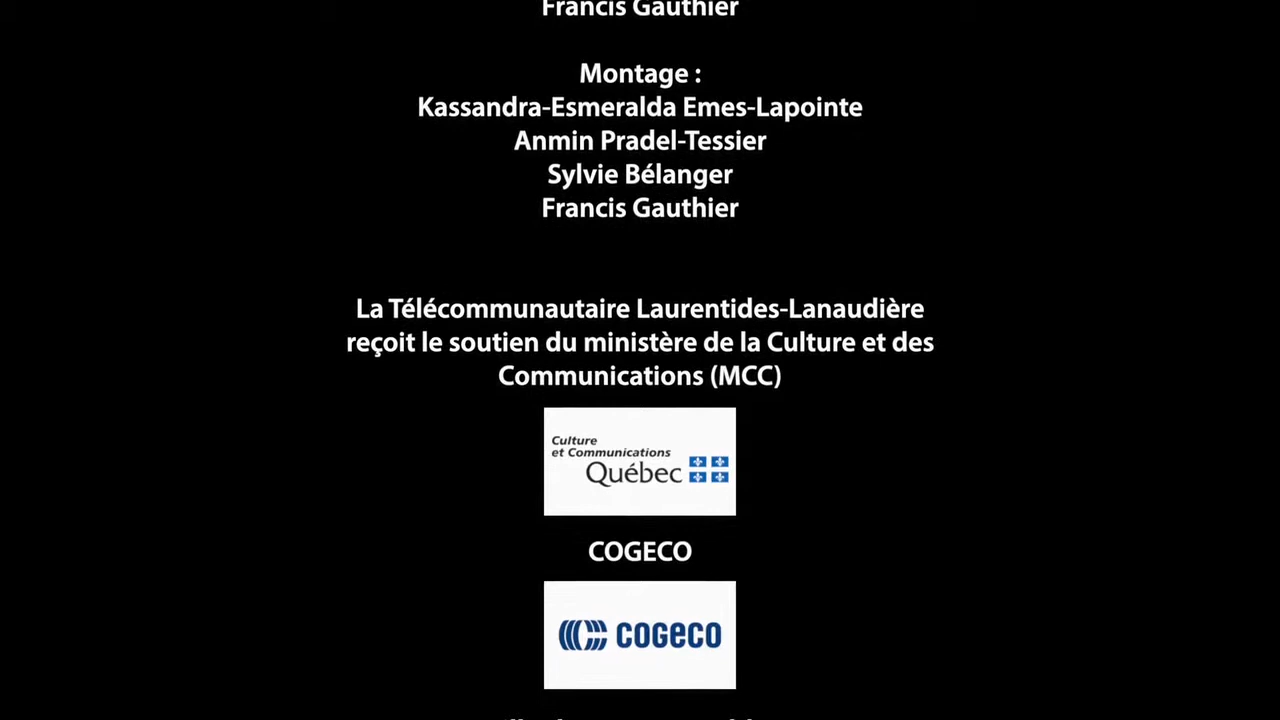 Francis Gauthier
Montage :
Kassandra-Esmeralda Emes-Lapointe
Anmin Pradel-Tessier
Sylvie Bélanger
Francis Gauthier
La Télécommunautaire Laurentides-Lanaudière
reçoit le soutien du ministère de la Culture et des
Communications (MCC)
Culture
et Communications
Québec
COGECO
COGECO